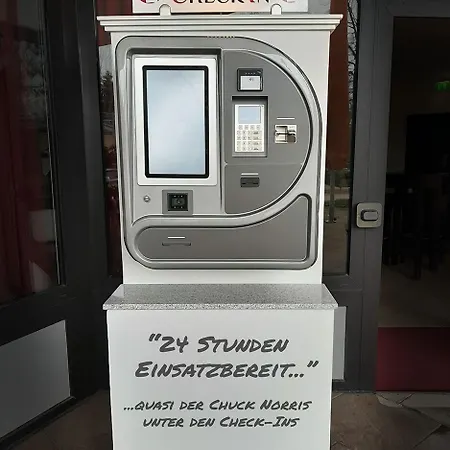 "24 STUNDEN
EINSATZBEREIT..."
...QUASI DER CHUCK NORRIS
UNTER DEN CHECK-INS